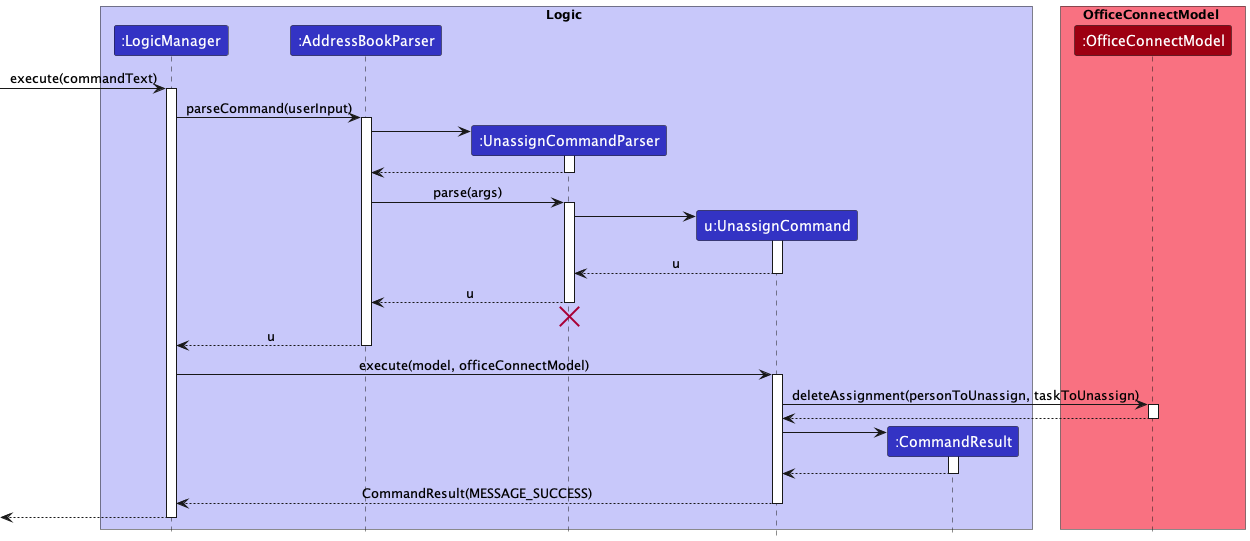 Logic
OfficeConnectModel
:LogicManager
:AddressBookParser
:OfficeConnectModel
execute(commandText)
parseCommand(userInput)
:UnassignCommandParser
parse(args)
u:UnassignCommand
u
u
u
execute(model, officeConnectModel)
deleteAssignment(personToUnassign, taskToUnassign)
:CommandResult
CommandResult(MESSAGE_SUCCESS)